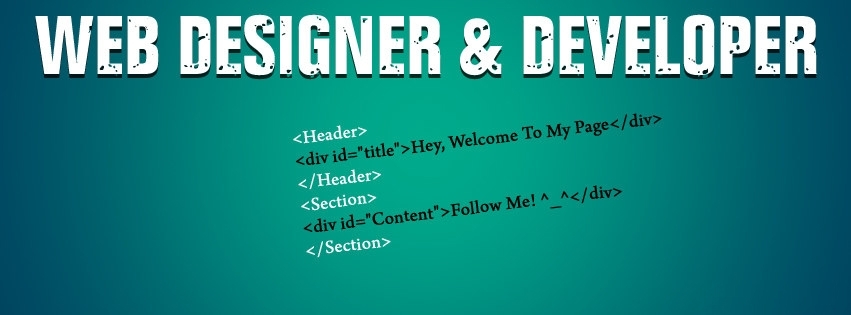 WEB DESIGNER & DEVELOPER
<Header>
<div id="title">Hey, Welcome To My Page</div>
</Header>
<Section>
<div id="Content">Follow Me! ^_^</div>
</Section>